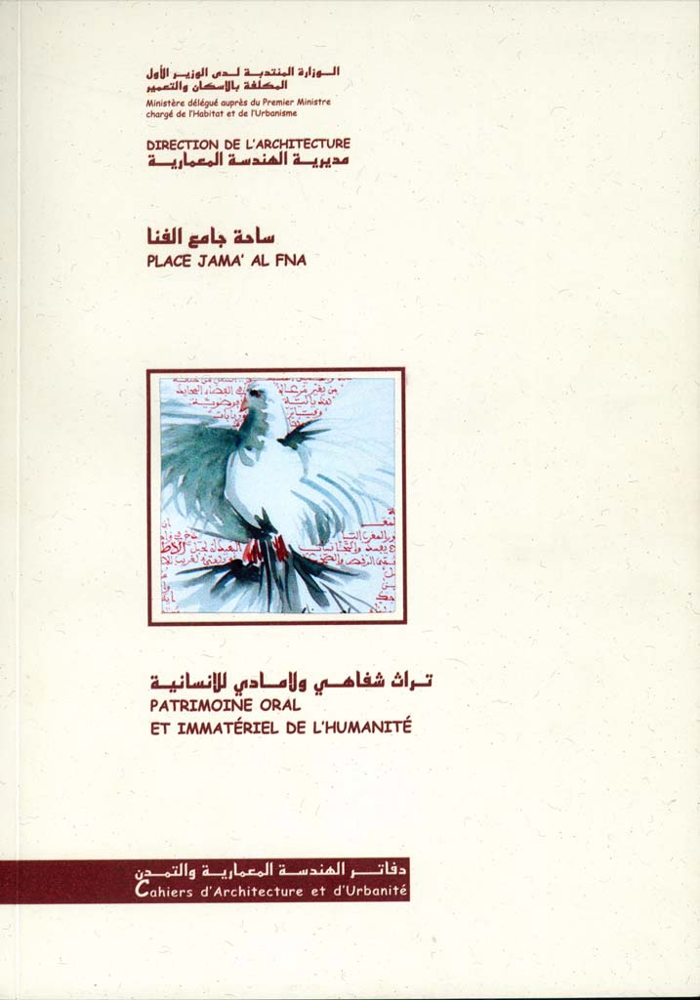 الوزارة المنتدبة لدى الوزير الأول
المكلفة بالإسكان والتعمير
Ministère délégué auprès du Premier Ministre
chargé de l'Habitat et de l'Urbanisme
DIRECTION DE L'ARCHITECTURE
مديرية الهندسة المعمارية
ساحة جامع الفنا
PLACE JAMA' AL FNA
تراث شفاهي ولامادي للإنسانية
PATRIMOINE ORAL
ET IMMATÉRIEL DE L'HUMANITÉ
دفاتر الهندسة المعمارية والتمدن
Cahiers d'Architecture et d'Urbanité